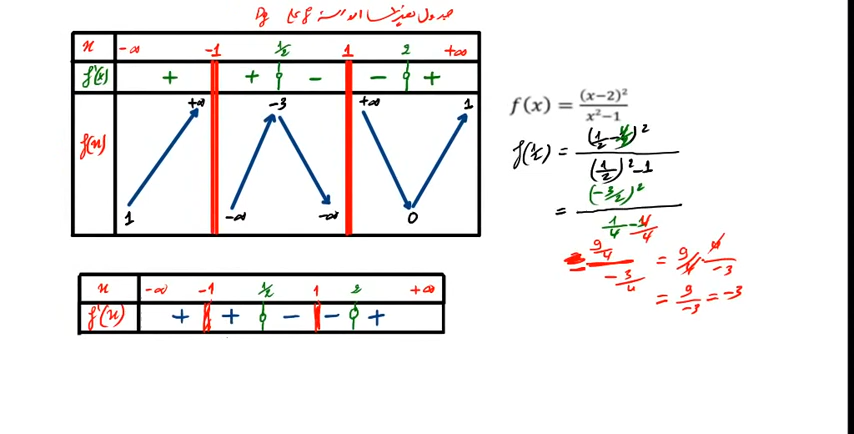 جدول تغيرات الدالة f على Df
x -∞ -1 1/2 1 2 +∞
f'(x) + + 0 - - 0 +
f(x) 1 +∞ -∞ -3 -∞ +∞ 0 1
x -∞ -1 1/2 1 2 +∞
f'(x) + + 0 - - 0 +
f(x) = (x−2)²/(x²−1)
f(1/2) = (1/2 - 4/2)²/((1/2)² - 1)
= (-3/2)²/(1/4 - 4/4)
= (9/4)/(-3/4) = 9/4 · 4/-3
= 9/-3 = -3